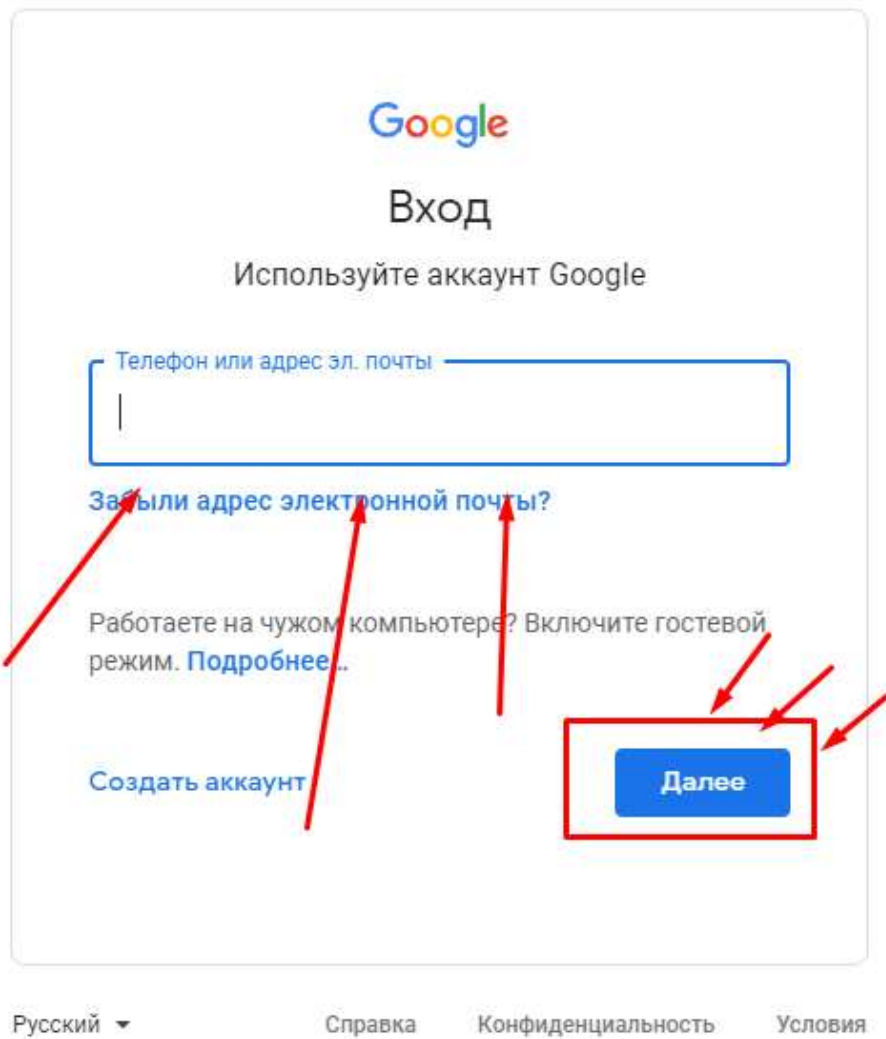 Google
Вход
Используйте аккаунт Google
Телефон или адрес эл. почты
Забыли адрес электронной почты?
Работаете на чужом компьютере? Включите гостевой
режим. Подробнее...
Создать аккаунт
Далее
Русский
Справка
Конфиденциальность
Условия